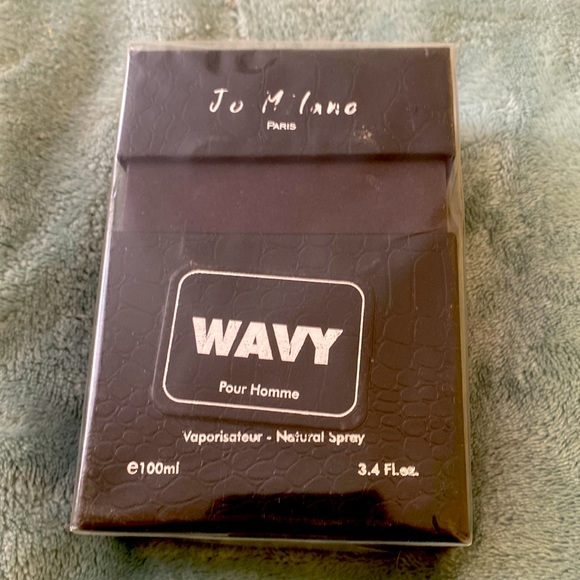 Jo Milano
PARIS
WAVY
Pour Homme
Vaporisateur - Natural Spray
e100ml
3.4 Fl.oz.